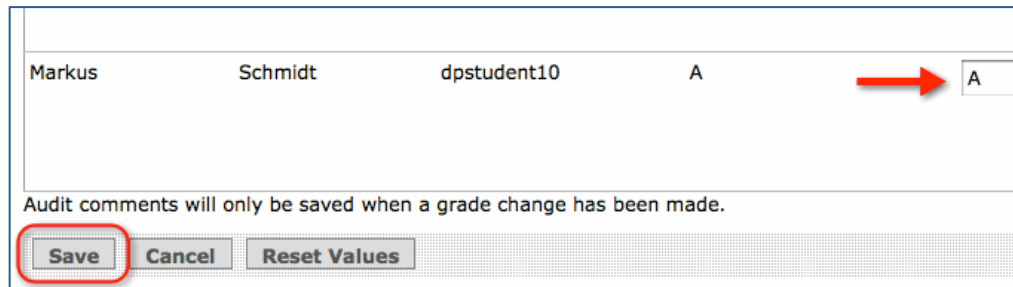 Markus Schmidt dpstudent10 A A
Audit comments will only be saved when a grade change has been made.
Save Cancel Reset Values